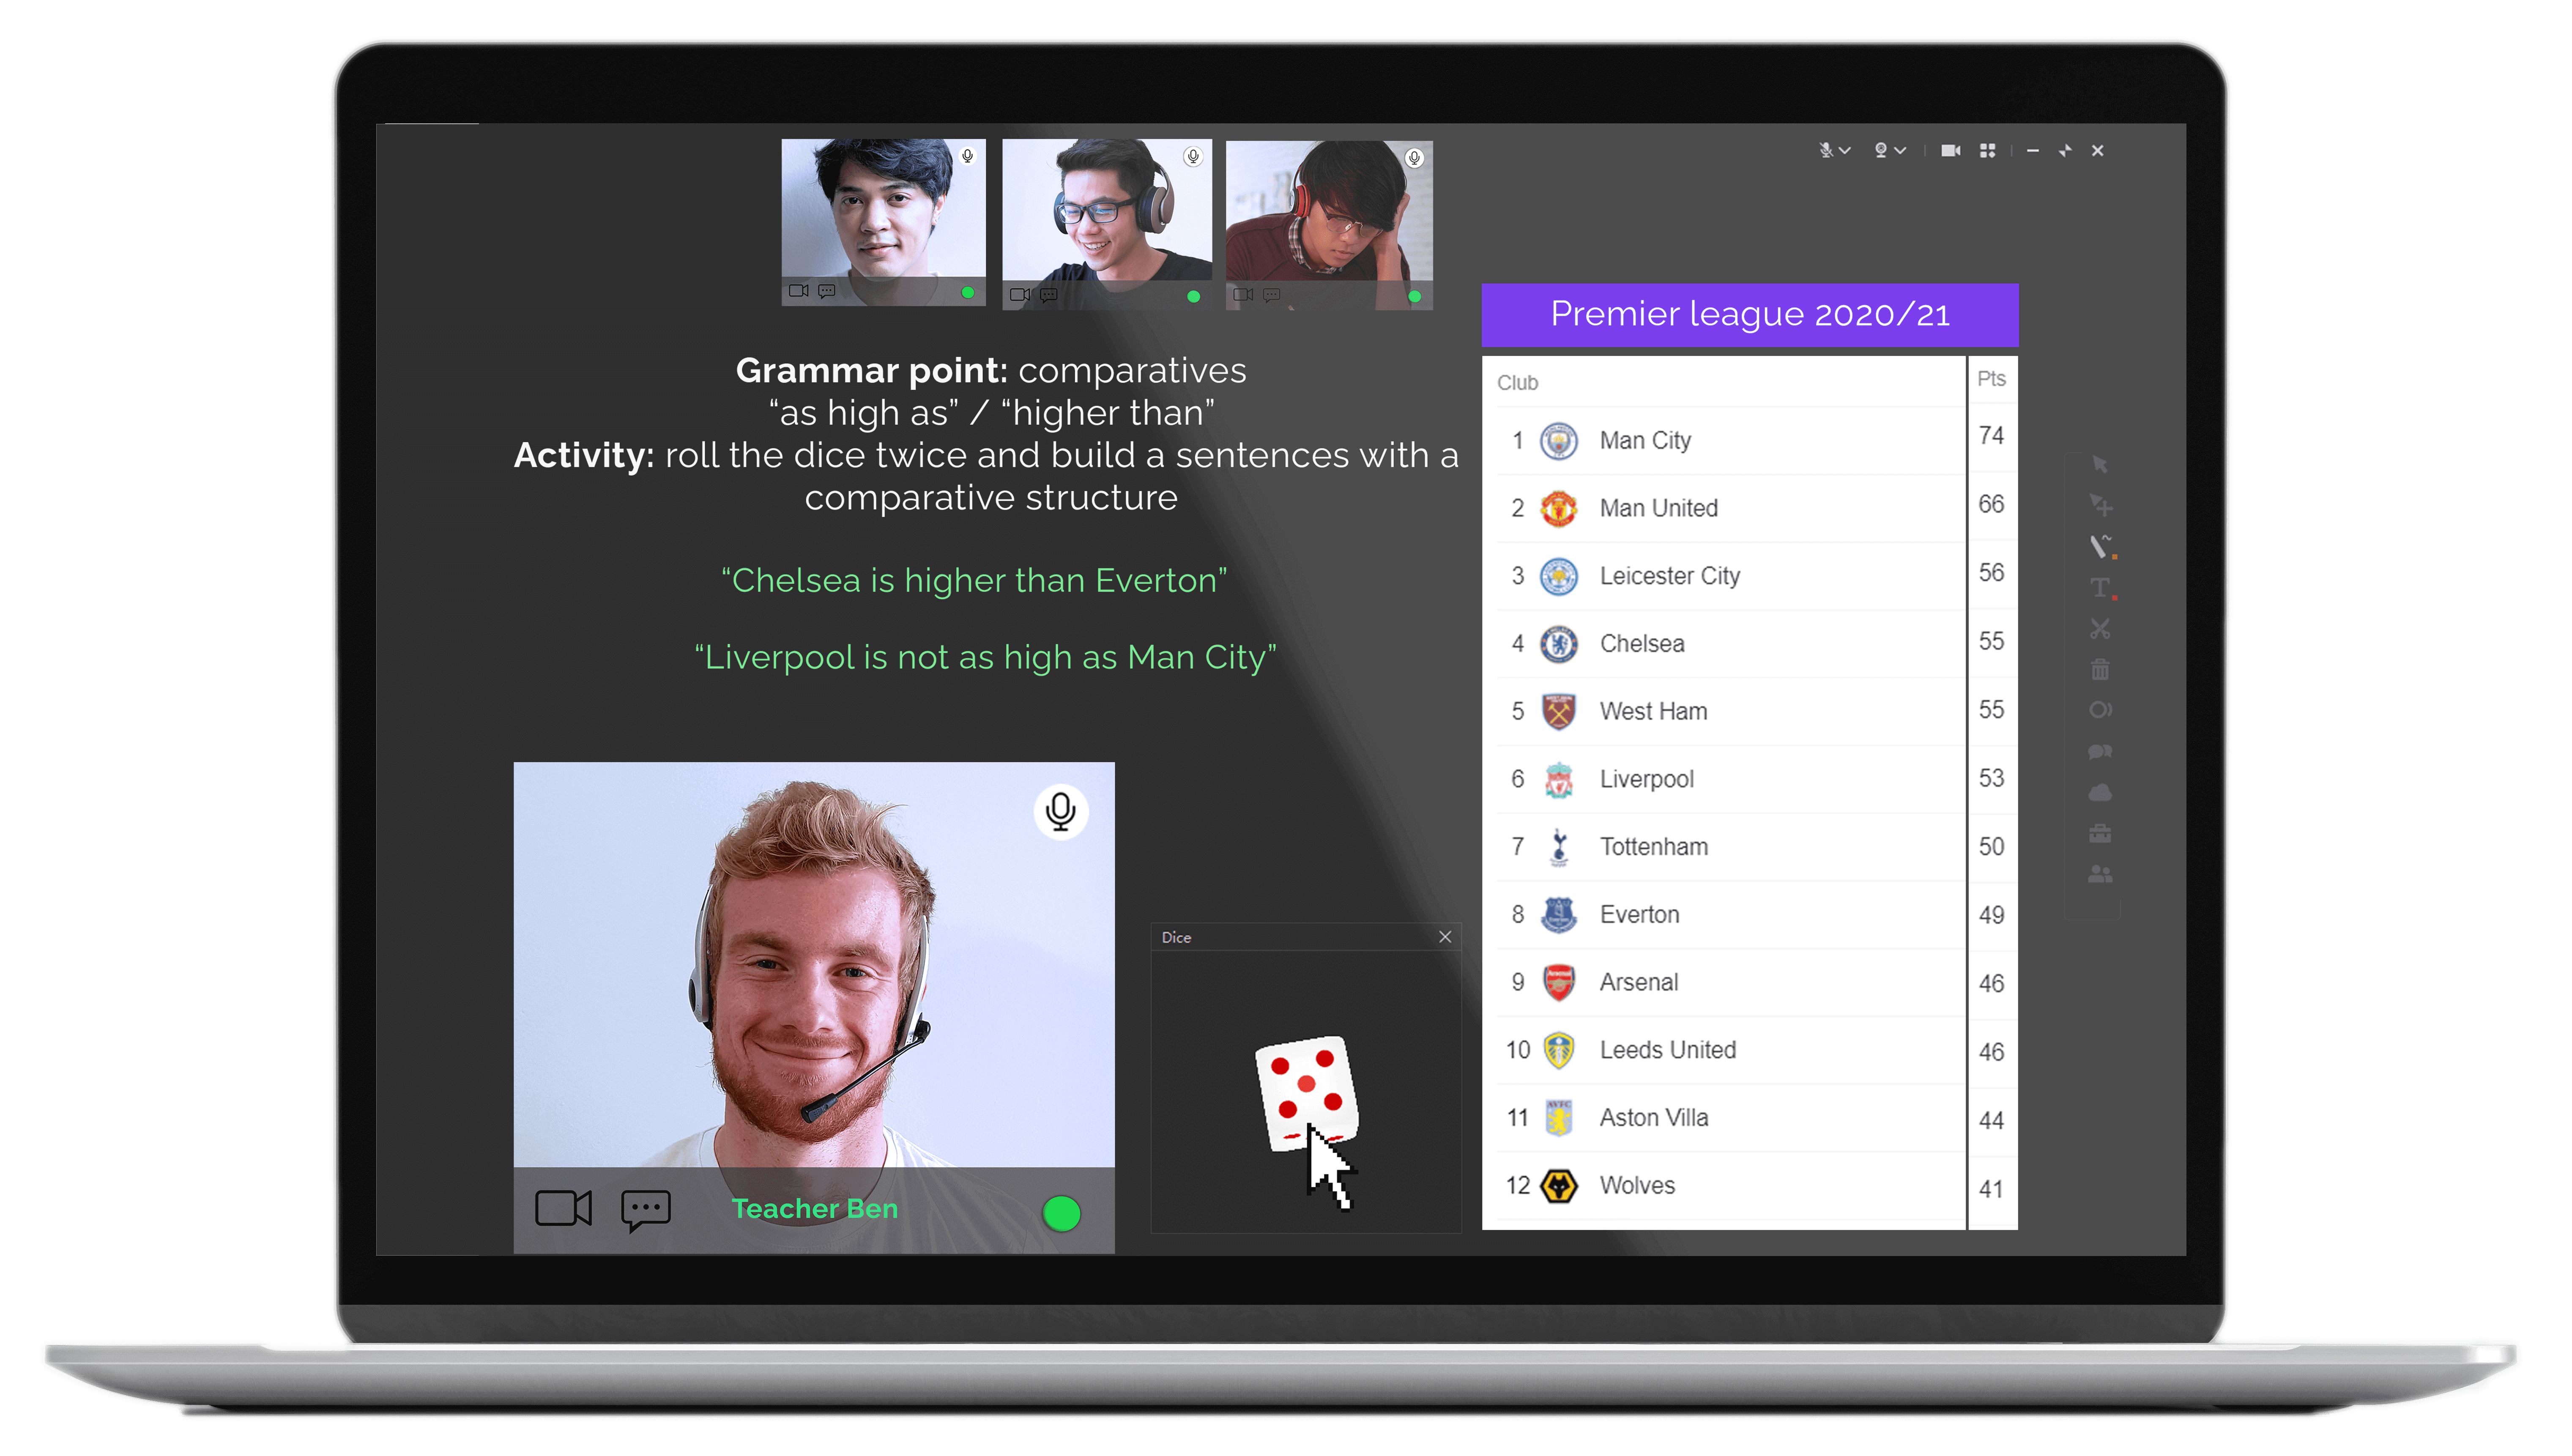 Premier league 2020/21
Grammar point: comparatives
“as high as” / “higher than”
Activity: roll the dice twice and build a sentences with a
comparative structure
“Chelsea is higher than Everton”
“Liverpool is not as high as Man City”
Club Pts
1 Man City 74
2 Man United 66
3 Leicester City 56
4 Chelsea 55
5 West Ham 55
6 Liverpool 53
7 Tottenham 50
8 Everton 49
9 Arsenal 46
10 Leeds United 46
11 Aston Villa 44
12 Wolves 41
Dice
Teacher Ben